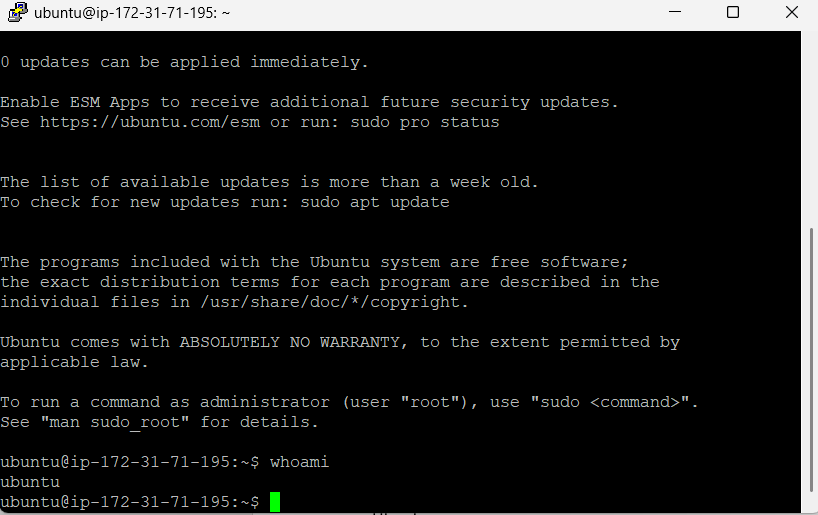 ubuntu@ip-172-31-71-195: ~
0 updates can be applied immediately.
Enable ESM Apps to receive additional future security updates.
See https://ubuntu.com/esm or run: sudo pro status
The list of available updates is more than a week old.
To check for new updates run: sudo apt update
The programs included with the Ubuntu system are free software;
the exact distribution terms for each program are described in the
individual files in /usr/share/doc/*/copyright.
Ubuntu comes with ABSOLUTELY NO WARRANTY, to the extent permitted by
applicable law.
To run a command as administrator (user "root"), use "sudo <command>".
See "man sudo_root" for details.
ubuntu@ip-172-31-71-195:~$ whoami
ubuntu
ubuntu@ip-172-31-71-195:~$